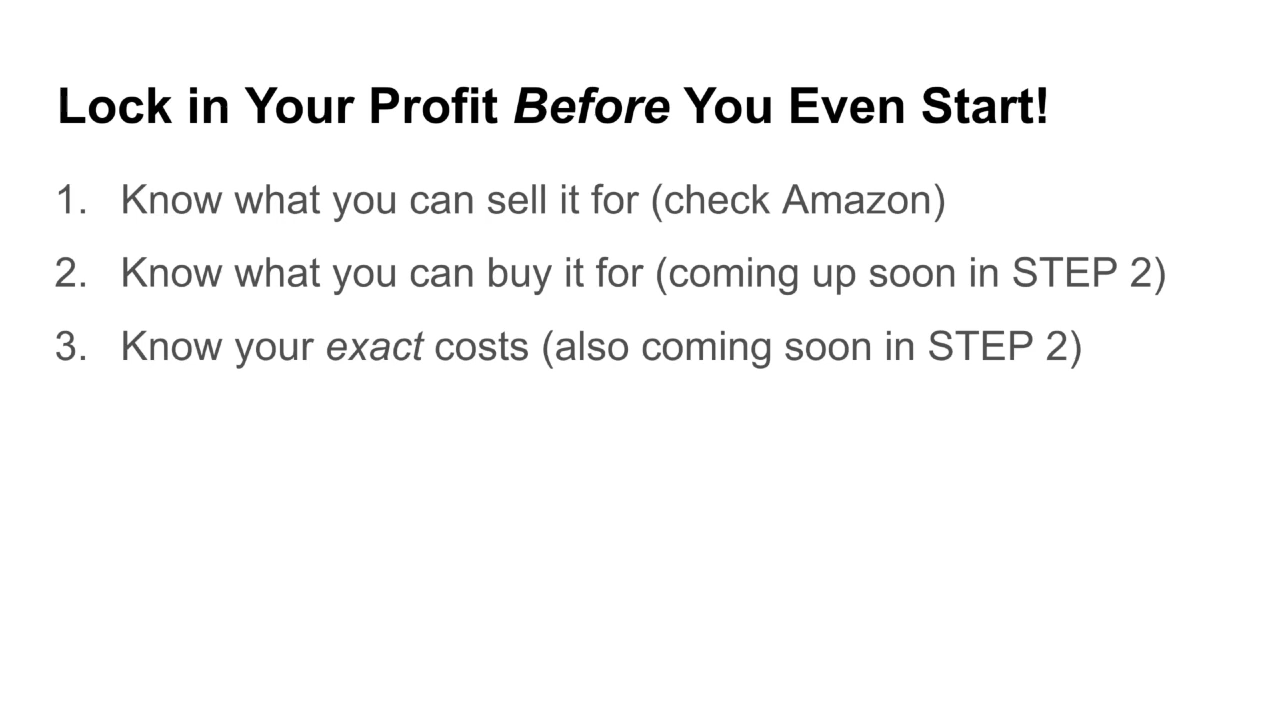 Lock in Your Profit Before You Even Start!
1. Know what you can sell it for (check Amazon)
2. Know what you can buy it for (coming up soon in STEP 2)
3. Know your exact costs (also coming soon in STEP 2)